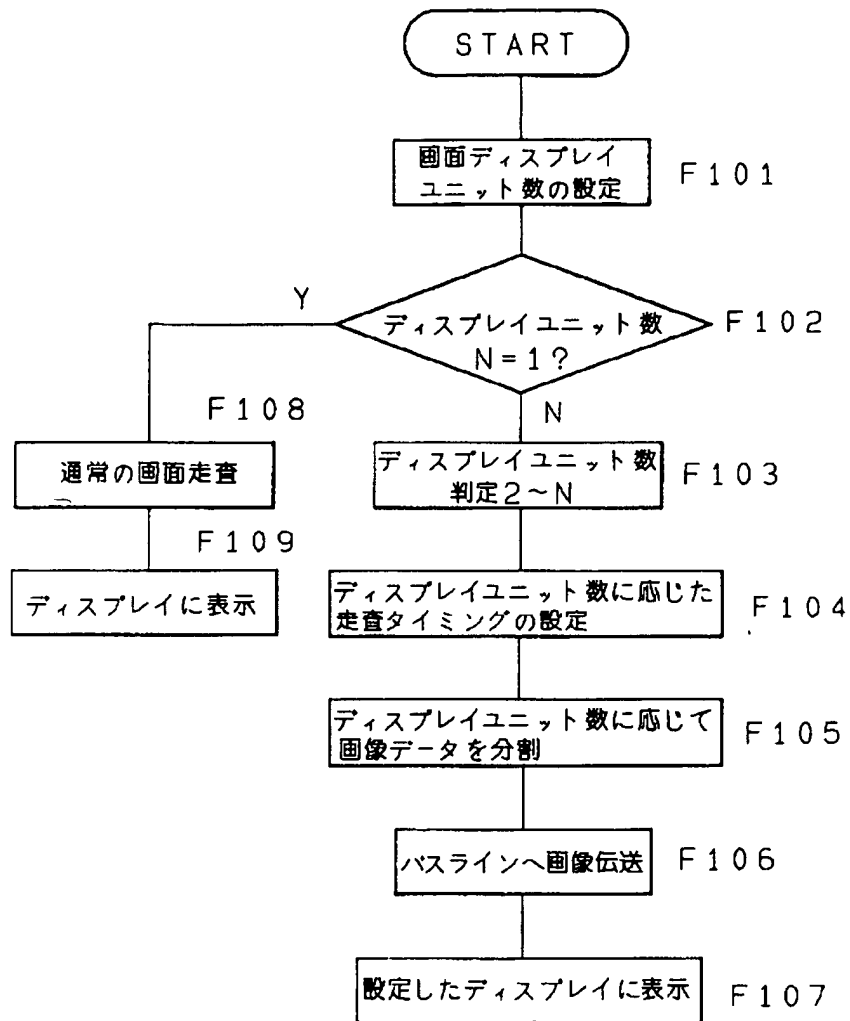 START
画面ディスプレイ
ユニット数の設定
F101
Y
ディスプレイユニット数
N=1?
F102
N
F108
通常の画面走査
ディスプレイユニット数
判定2~N
F103
F109
ディスプレイに表示
ディスプレイユニット数に応じた
走査タイミングの設定
F104
ディスプレイユニット数に応じて
画像データを分割
F105
バスラインへ画像伝送
F106
設定したディスプレイに表示
F107